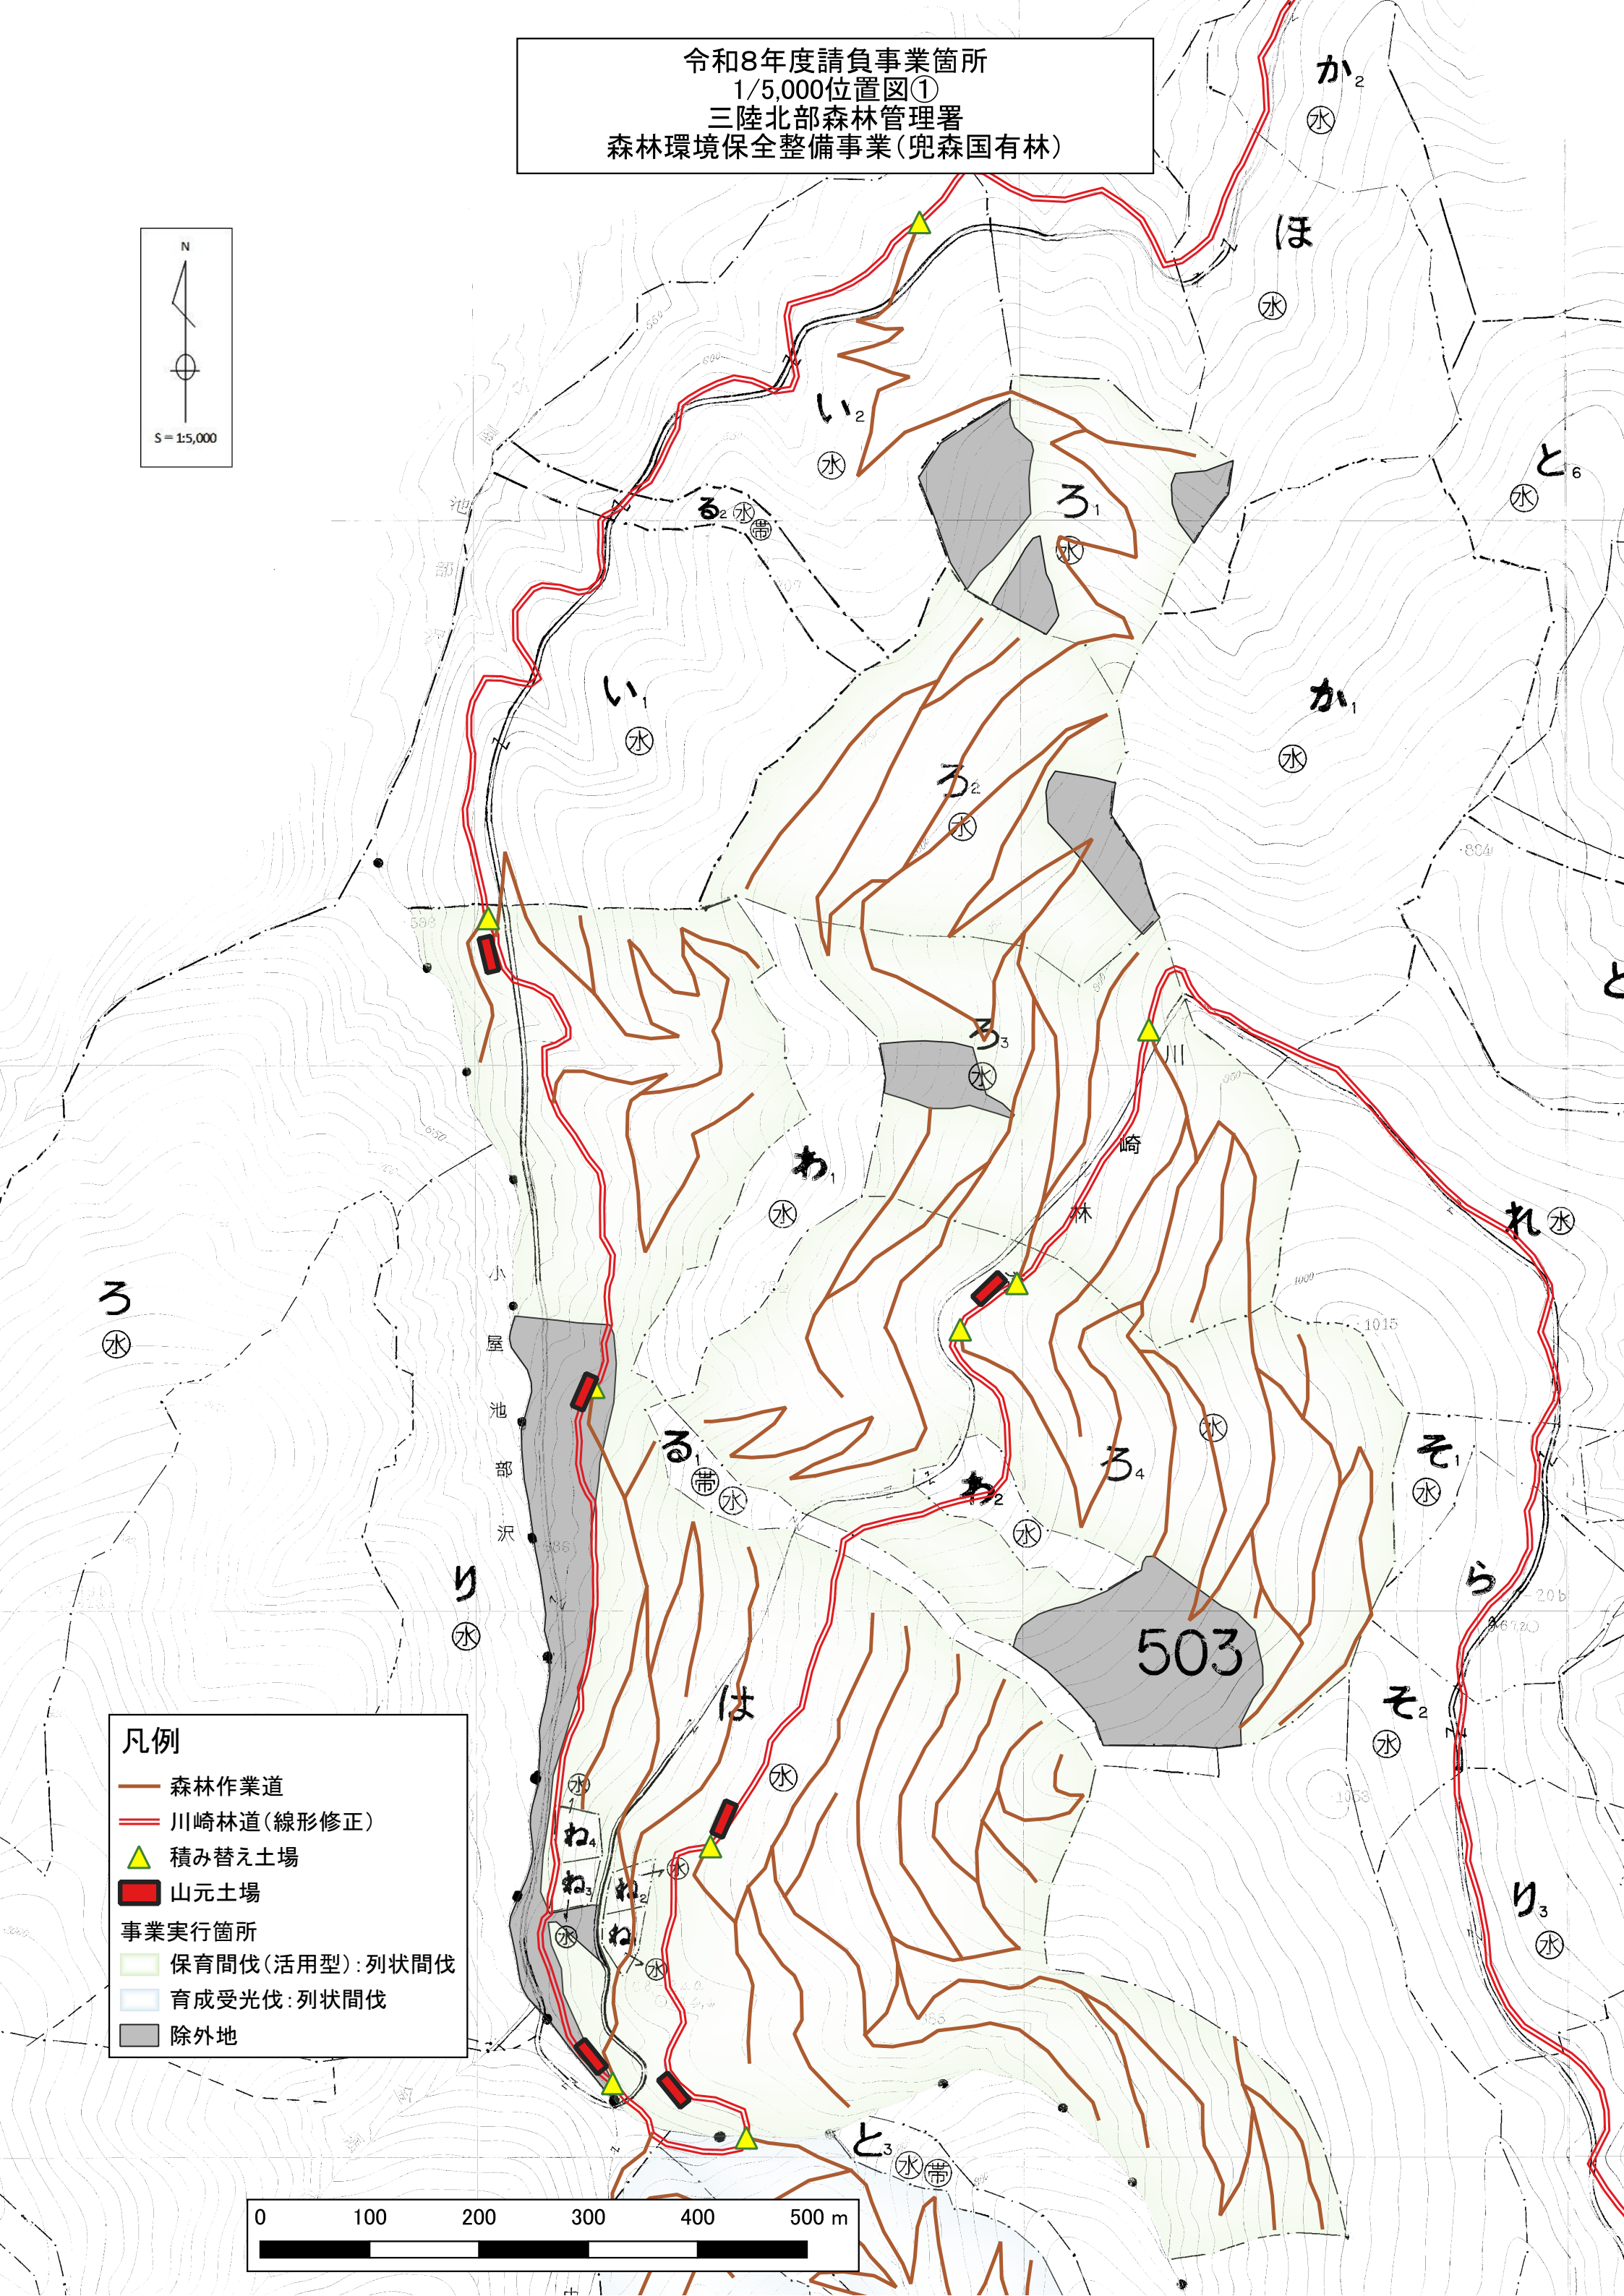 令和８年度請負事業箇所
1/5,000位置図①
三陸北部森林管理署
森林環境保全整備事業（兜森国有林）
N
S＝1:5,000
か2
水
ほ
水
い2
水
る2 水
帯
ろ1
水
と6
水
い1
水
か1
水
ろ2
水
884
588
ろ3
水
川
崎
林
わ1
水
れ 水
ろ
水
小
屋
池
部
沢
1000
1015
る1
帯 水
わ2
水
ろ4
水
そ1
水
り
水
ら
503
は
水
そ2
水
1053
水
ね4
ね3
ね2
水
ね1
水
水
り3
水
と3
水 帯
凡例
森林作業道
川崎林道（線形修正）
積み替え土場
山元土場
事業実行箇所
保育間伐（活用型）：列状間伐
育成受光伐：列状間伐
除外地
0 100 200 300 400 500 m